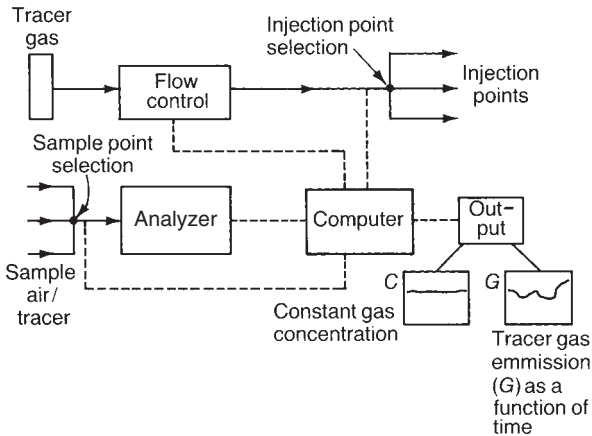 Tracer
gas
Injection point
selection
Flow
control
Injection
points
Sample point
selection
Analyzer
Computer
Out-
put
Sample
air/
tracer
C
G
Constant gas
concentration
Tracer gas
emmission
(G) as a
function of
time